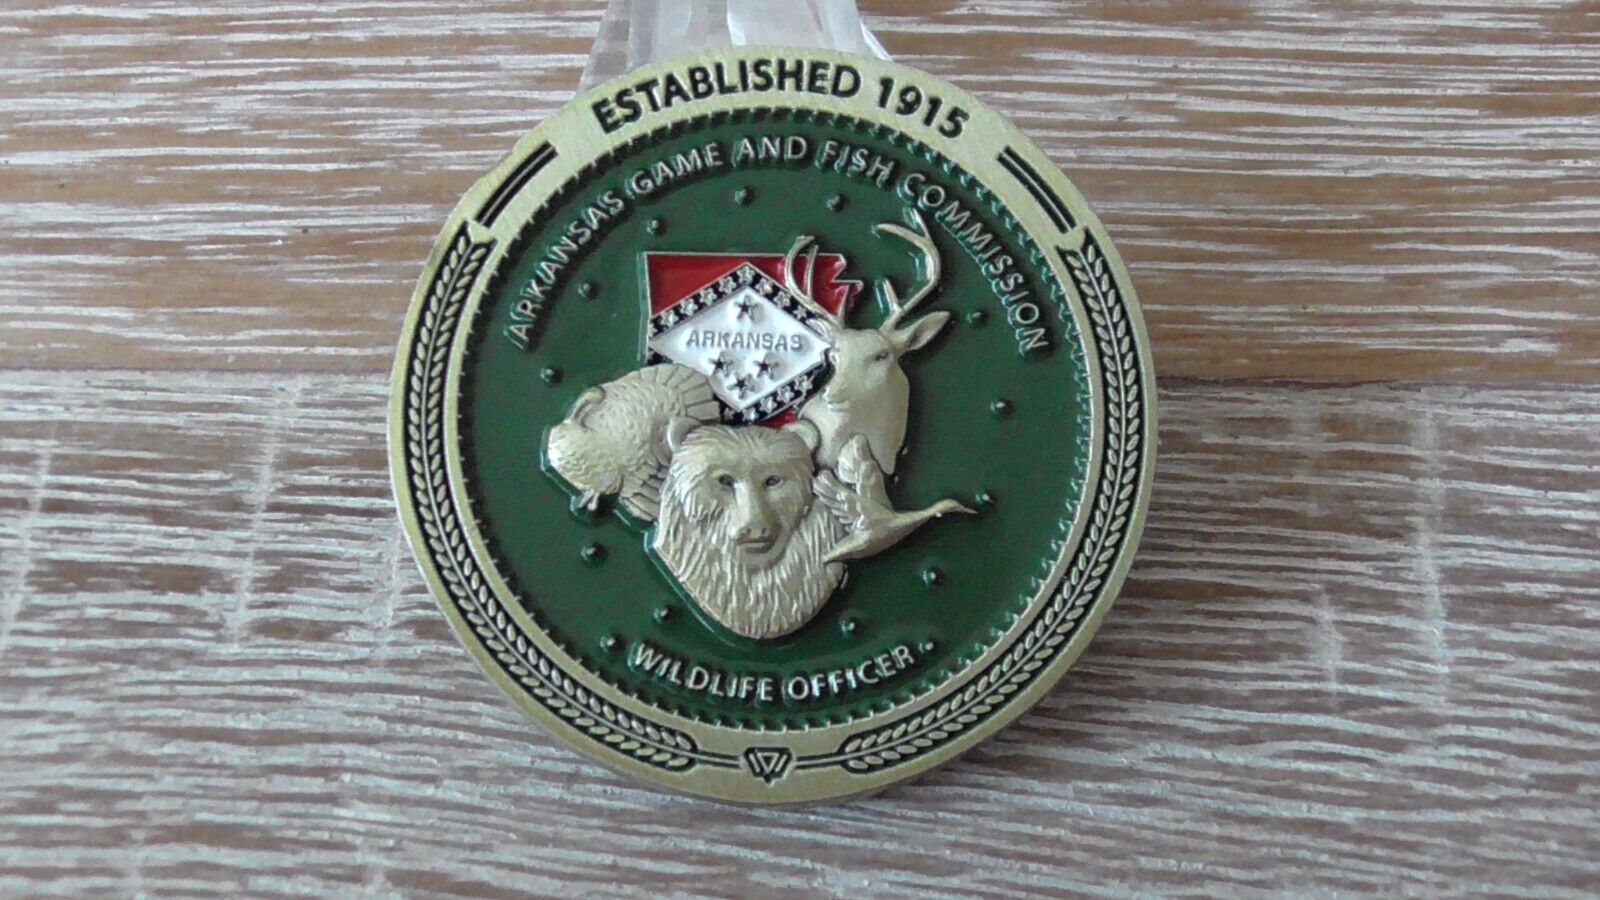 ESTABLISHED 1915
ARKANSAS GAME AND FISH COMMISSION
ARKANSAS
WILDLIFE OFFICER